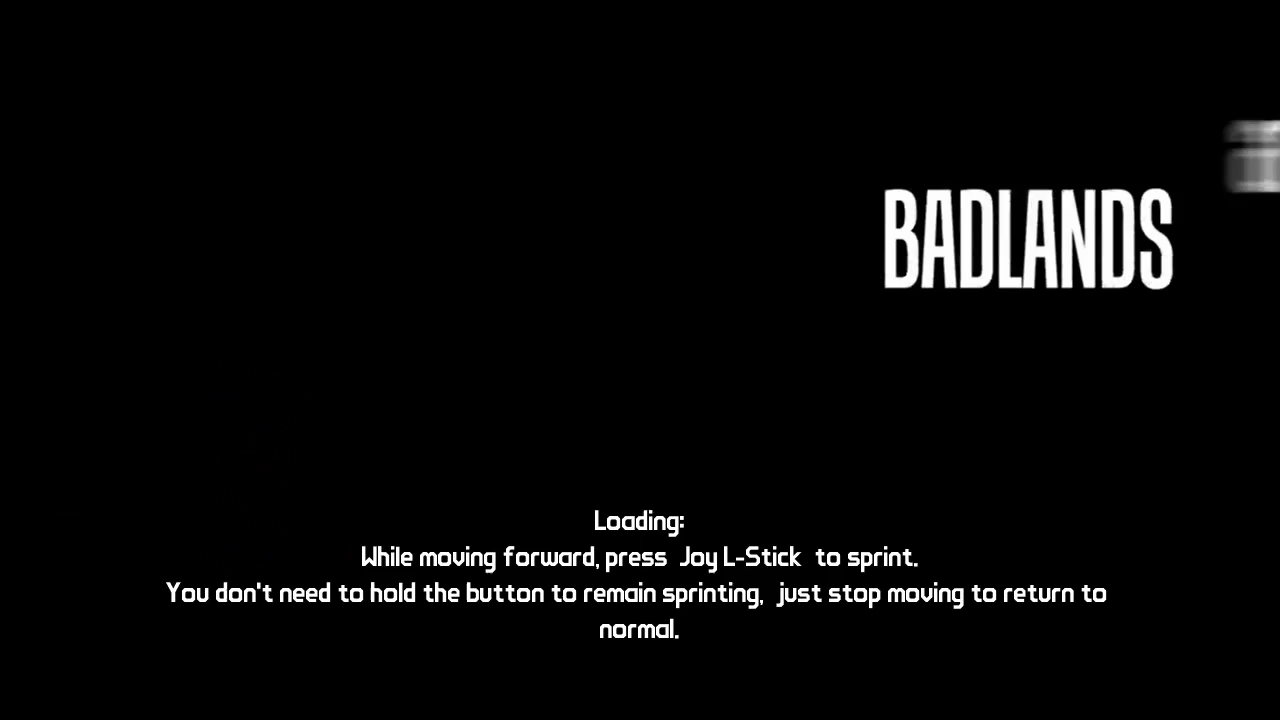 BADLANDS
Loading:
While moving forward, press Joy L-Stick to sprint.
You don't need to hold the button to remain sprinting, just stop moving to return to
normal.